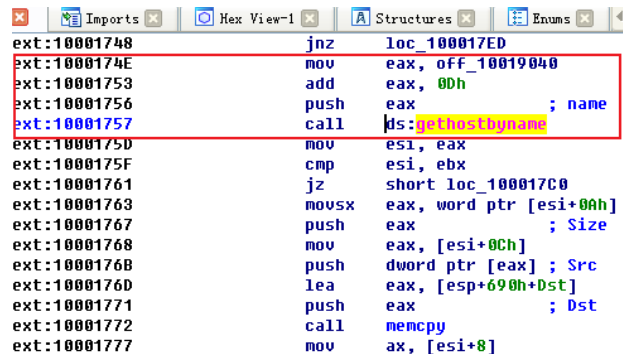 Imports Hex View-1 Structures Enums
ext:10001748 jnz loc_100017ED
ext:1000174E mov eax, off_10019040
ext:10001753 add eax, 0Dh
ext:10001756 push eax ; name
ext:10001757 call ds:gethostbyname
ext:1000175D mov esi, eax
ext:1000175F cmp esi, ebx
ext:10001761 jz short loc_100017C0
ext:10001763 movsx eax, word ptr [esi+0Ah]
ext:10001767 push eax ; Size
ext:10001768 mov eax, [esi+0Ch]
ext:1000176B push dword ptr [eax] ; Src
ext:1000176D lea eax, [esp+690h+Dst]
ext:10001771 push eax ; Dst
ext:10001772 call memcpy
ext:10001777 mov ax, [esi+8]